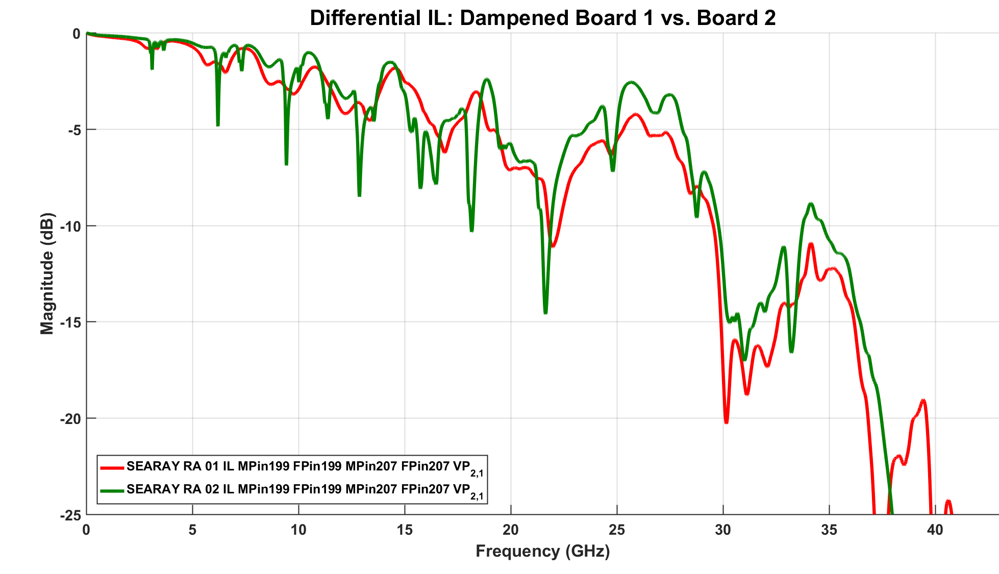 Differential IL: Dampened Board 1 vs. Board 2
0
-5
-10
-15
-20
-25
Magnitude (dB)
SEARAY RA 01 IL MPin199 FPin199 MPin207 FPin207 VP2,1
SEARAY RA 02 IL MPin199 FPin199 MPin207 FPin207 VP2,1
0 5 10 15 20 25 30 35 40
Frequency (GHz)